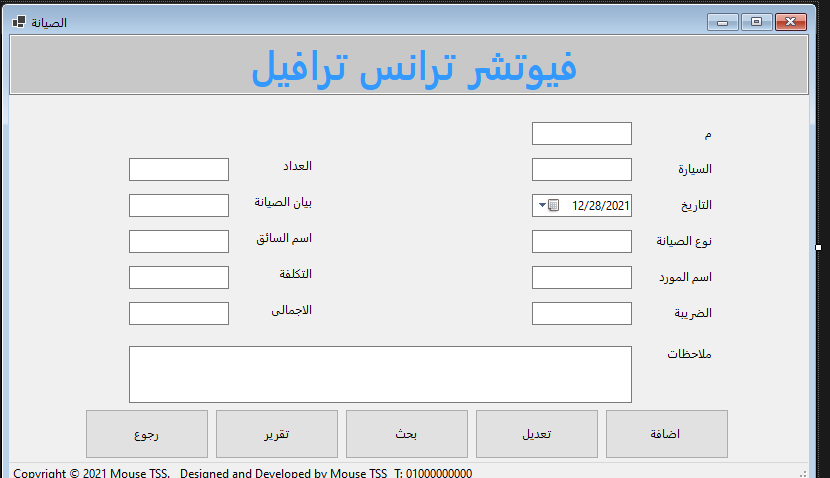 الصيانة
فيوتشر ترانس ترافيل
م
السيارة
العداد
التاريخ
12/28/2021
بيان الصيانة
نوع الصيانة
اسم السائق
اسم المورد
التكلفة
الضريبة
الاجمالى
ملاحظات
اضافة
تعديل
بحث
تقرير
رجوع
Copyright © 2021 Mouse TSS. Designed and Developed by Mouse TSS T: 01000000000